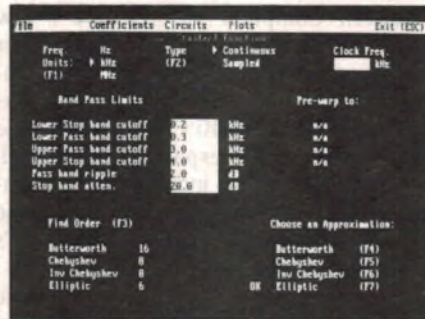 File Coefficients Circuits Plots Exit (ESC)
Standard Functions
Freq. Hz Type Continuous Clock Freq.
Units: kHz (F2) Sampled kHz
(F1) MHz
Band Pass Limits Pre-warp to:
Lower Stop band cutoff 0.2 kHz n/a
Lower Pass band cutoff 0.3 kHz n/a
Upper Pass band cutoff 3.0 kHz n/a
Upper Stop band cutoff 4.0 kHz n/a
Pass band ripple 2.0 dB
Stop band atten. 20.0 dB
Find Order (F3) Choose an Approximation:
Butterworth 16 Butterworth (F4)
Chebyshev 8 Chebyshev (F5)
Inv Chebyshev 8 Inv Chebyshev (F6)
Elliptic 6 OK Elliptic (F7)